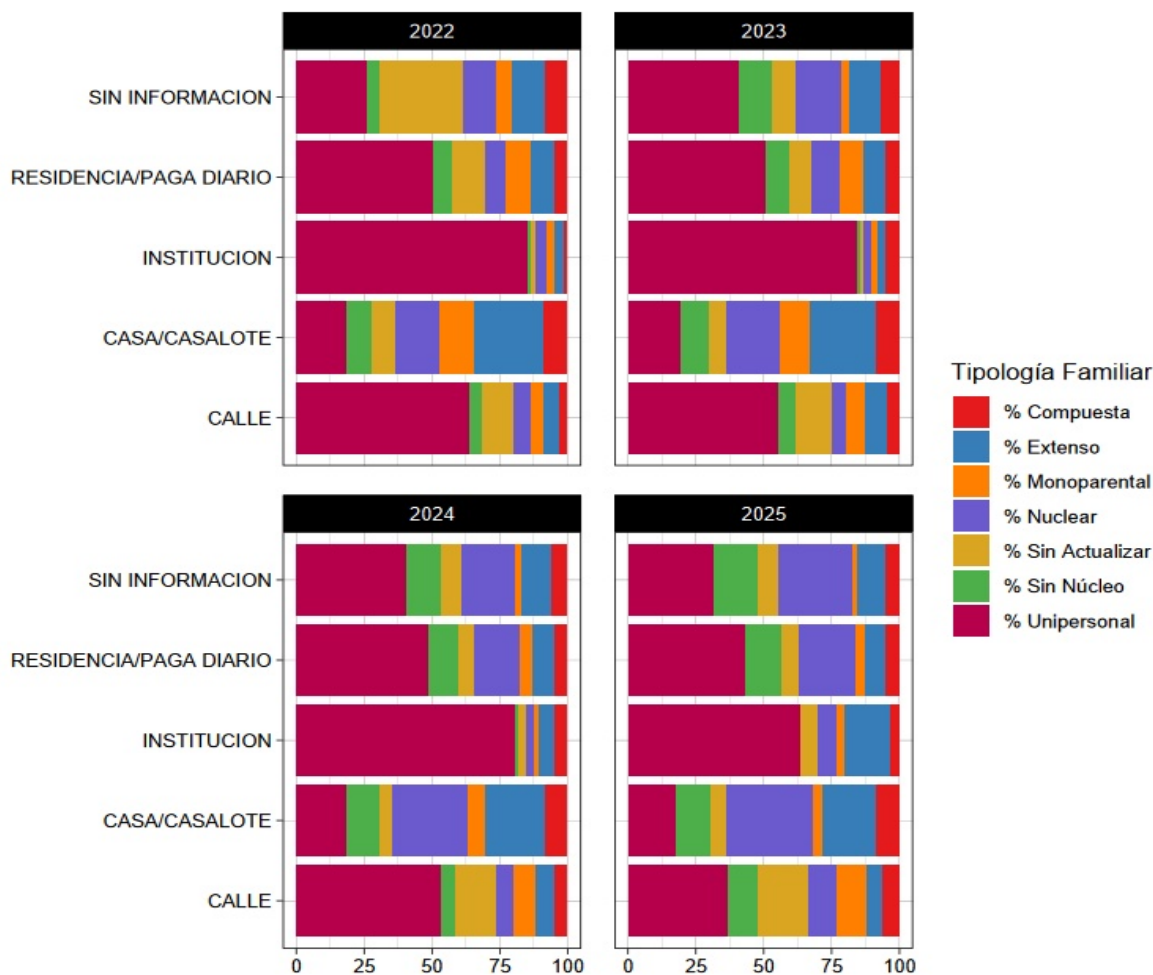 2022
2023
SIN INFORMACION
RESIDENCIA/PAGA DIARIO
INSTITUCION
CASA/CASALOTE
CALLE
2024
2025
SIN INFORMACION
RESIDENCIA/PAGA DIARIO
INSTITUCION
CASA/CASALOTE
CALLE
0 25 50 75 100
0 25 50 75 100
Tipología Familiar
% Compuesta
% Extenso
% Monoparental
% Nuclear
% Sin Actualizar
% Sin Núcleo
% Unipersonal